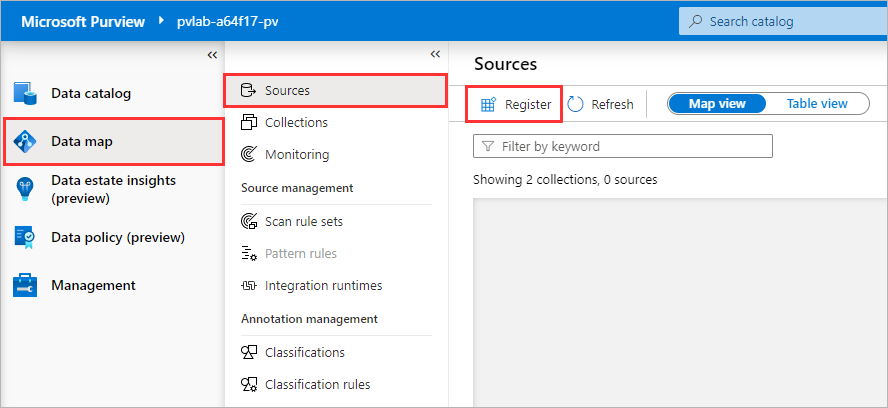 Microsoft Purview pvlab-a64f17-pv Search catalog
Data catalog
Data map
Data estate insights
(preview)
Data policy (preview)
Management
Sources
Collections
Monitoring
Source management
Scan rule sets
Pattern rules
Integration runtimes
Annotation management
Classifications
Classification rules
Sources
Register Refresh Map view Table view
Filter by keyword
Showing 2 collections, 0 sources